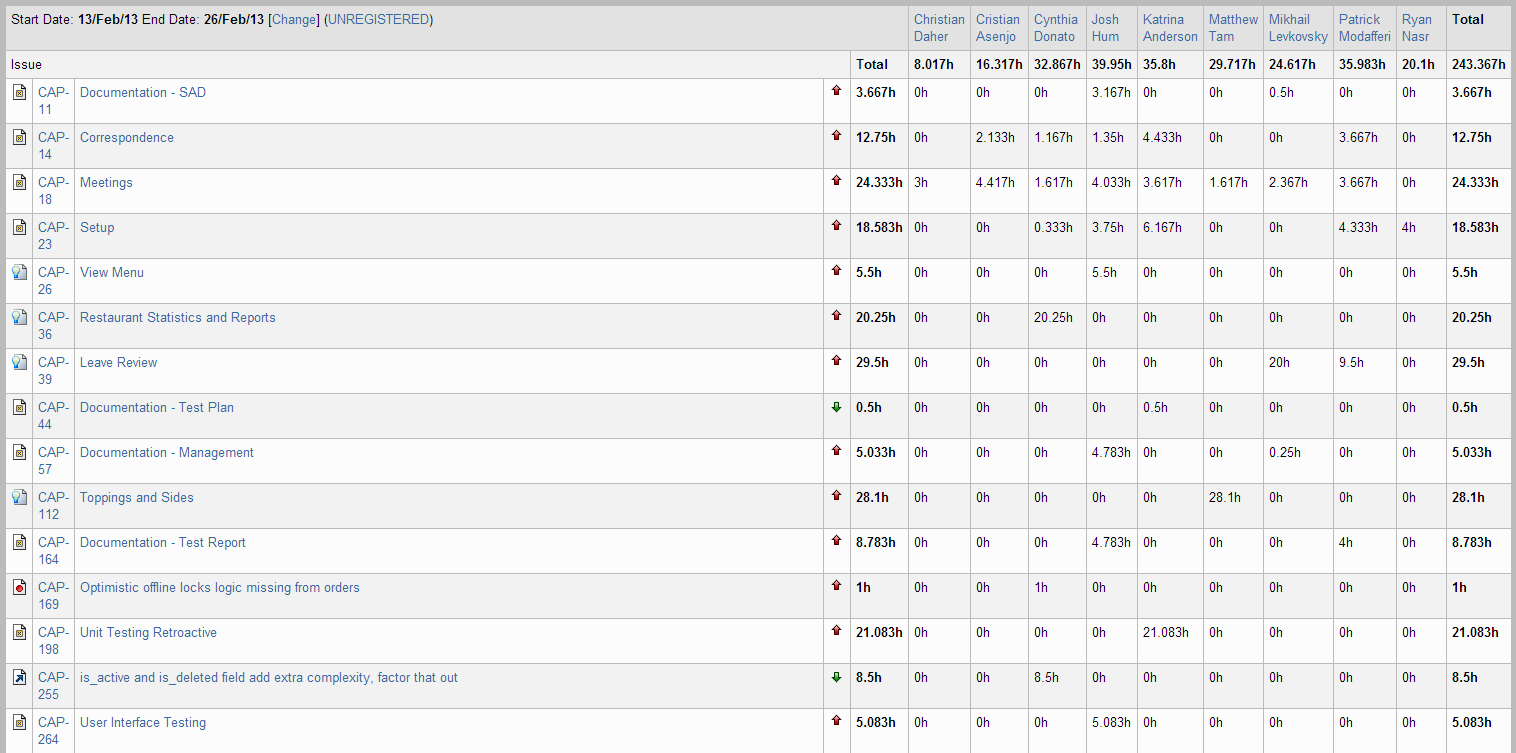 Start Date: 13/Feb/13 End Date: 26/Feb/13 [Change] (UNREGISTERED) Christian Daher Cristian Asenjo Cynthia Donato Josh Hum Katrina Anderson Matthew Tam Mikhail Levkovsky Patrick Modafferi Ryan Nasr Total
Issue Total 8.017h 16.317h 32.867h 39.95h 35.8h 29.717h 24.617h 35.983h 20.1h 243.367h
CAP-11 Documentation - SAD 3.667h 0h 0h 0h 3.167h 0h 0h 0.5h 0h 0h 3.667h
CAP-14 Correspondence 12.75h 0h 2.133h 1.167h 1.35h 4.433h 0h 0h 3.667h 0h 12.75h
CAP-18 Meetings 24.333h 3h 4.417h 1.617h 4.033h 3.617h 1.617h 2.367h 3.667h 0h 24.333h
CAP-23 Setup 18.583h 0h 0h 0.333h 3.75h 6.167h 0h 0h 4.333h 4h 18.583h
CAP-26 View Menu 5.5h 0h 0h 0h 5.5h 0h 0h 0h 0h 0h 5.5h
CAP-36 Restaurant Statistics and Reports 20.25h 0h 0h 20.25h 0h 0h 0h 0h 0h 0h 20.25h
CAP-39 Leave Review 29.5h 0h 0h 0h 0h 0h 0h 20h 9.5h 0h 29.5h
CAP-44 Documentation - Test Plan 0.5h 0h 0h 0h 0h 0.5h 0h 0h 0h 0h 0.5h
CAP-57 Documentation - Management 5.033h 0h 0h 0h 4.783h 0h 0h 0.25h 0h 0h 5.033h
CAP-112 Toppings and Sides 28.1h 0h 0h 0h 0h 0h 28.1h 0h 0h 0h 28.1h
CAP-164 Documentation - Test Report 8.783h 0h 0h 0h 4.783h 0h 0h 0h 4h 0h 8.783h
CAP-169 Optimistic offline locks logic missing from orders 1h 0h 0h 1h 0h 0h 0h 0h 0h 0h 1h
CAP-198 Unit Testing Retroactive 21.083h 0h 0h 0h 0h 21.083h 0h 0h 0h 0h 21.083h
CAP-255 is_active and is_deleted field add extra complexity, factor that out 8.5h 0h 0h 8.5h 0h 0h 0h 0h 0h 0h 8.5h
CAP-264 User Interface Testing 5.083h 0h 0h 0h 5.083h 0h 0h 0h 0h 0h 5.083h